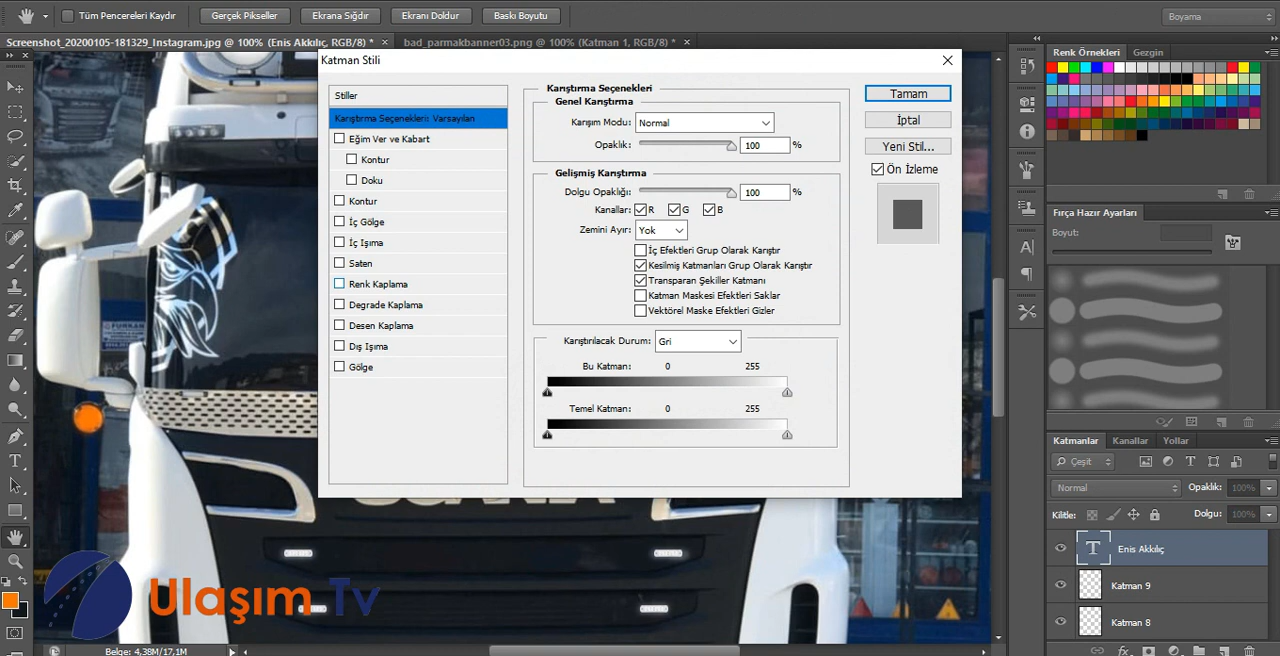 Tüm Pencereleri Kaydır
Gerçek Pikseller
Ekrana Sığdır
Ekranı Doldur
Baskı Boyutu
Boyama
Screenshot_20200105-181329_Instagram.jpg @ 100% (Enis Akkılıç, RGB/8) * ×
bad_parmakbanner03.png @ 100% (Katman 1, RGB/8) * ×
Katman Stili
Stiller
Karıştırma Seçenekleri: Varsayılan
Eğim Ver ve Kabart
Kontur
Doku
Kontur
İç Gölge
İç Işıma
Saten
Renk Kaplama
Degrade Kaplama
Desen Kaplama
Dış Işıma
Gölge
Karıştırma Seçenekleri
Genel Karıştırma
Karışım Modu: Normal
Opaklık: 100 %
Gelişmiş Karıştırma
Dolgu Opaklığı: 100 %
Kanallar: R G B
Zemini Ayır: Yok
İç Efektleri Grup Olarak Karıştır
Kesilmiş Katmanları Grup Olarak Karıştır
Transparan Şekiller Katmanı
Katman Maskesi Efektleri Saklar
Vektörel Maske Efektleri Gizler
Karıştırılacak Durum: Gri
Bu Katman: 0 255
Temel Katman: 0 255
Tamam
İptal
Yeni Stil...
Ön İzleme
Renk Örnekleri
Gezgin
Fırça Hazır Ayarları
Boyut:
Katmanlar
Kanallar
Yollar
Çeşit
Normal
Opaklık: 100%
Kilitle:
Dolgu: 100%
Enis Akkılıç
Katman 9
Katman 8
FURKAN
SCANIA
Ulaşım Tv
Belge: 4,38M/17,1M